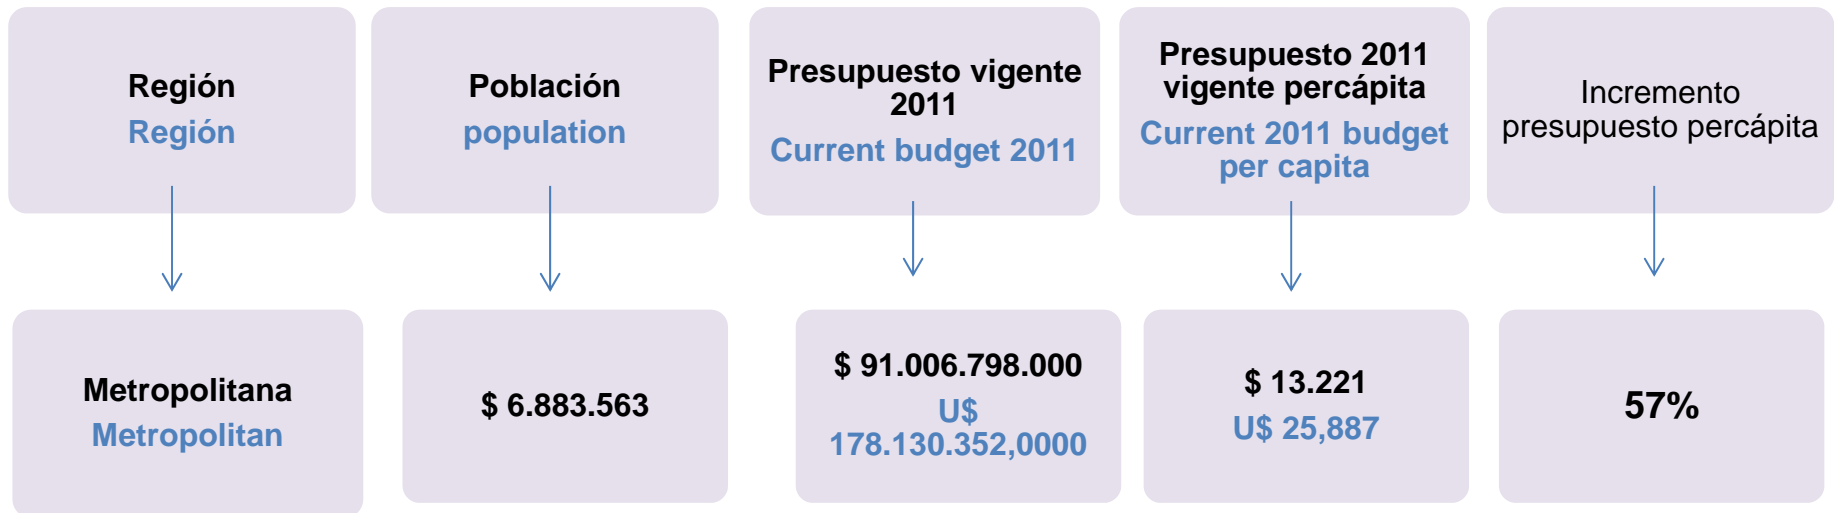 Región
Región
Población
population
Presupuesto vigente
2011
Current budget 2011
Presupuesto 2011
vigente percápita
Current 2011 budget
per capita
Incremento
presupuesto percápita
Metropolitana
Metropolitan
$ 6.883.563
$ 91.006.798.000
U$
178.130.352,0000
$ 13.221
U$ 25,887
57%